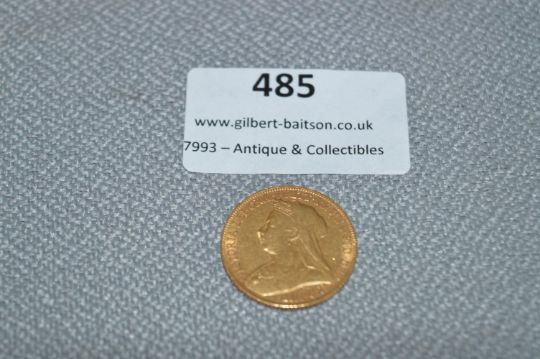 485
www.gilbert-baitson.co.uk
7993 – Antique & Collectibles